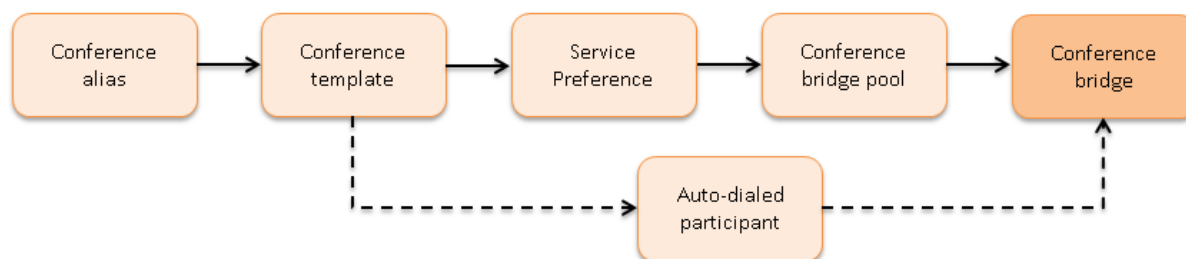 Conference
alias
Conference
template
Service
Preference
Conference
bridge pool
Conference
bridge
Auto-dialed
participant